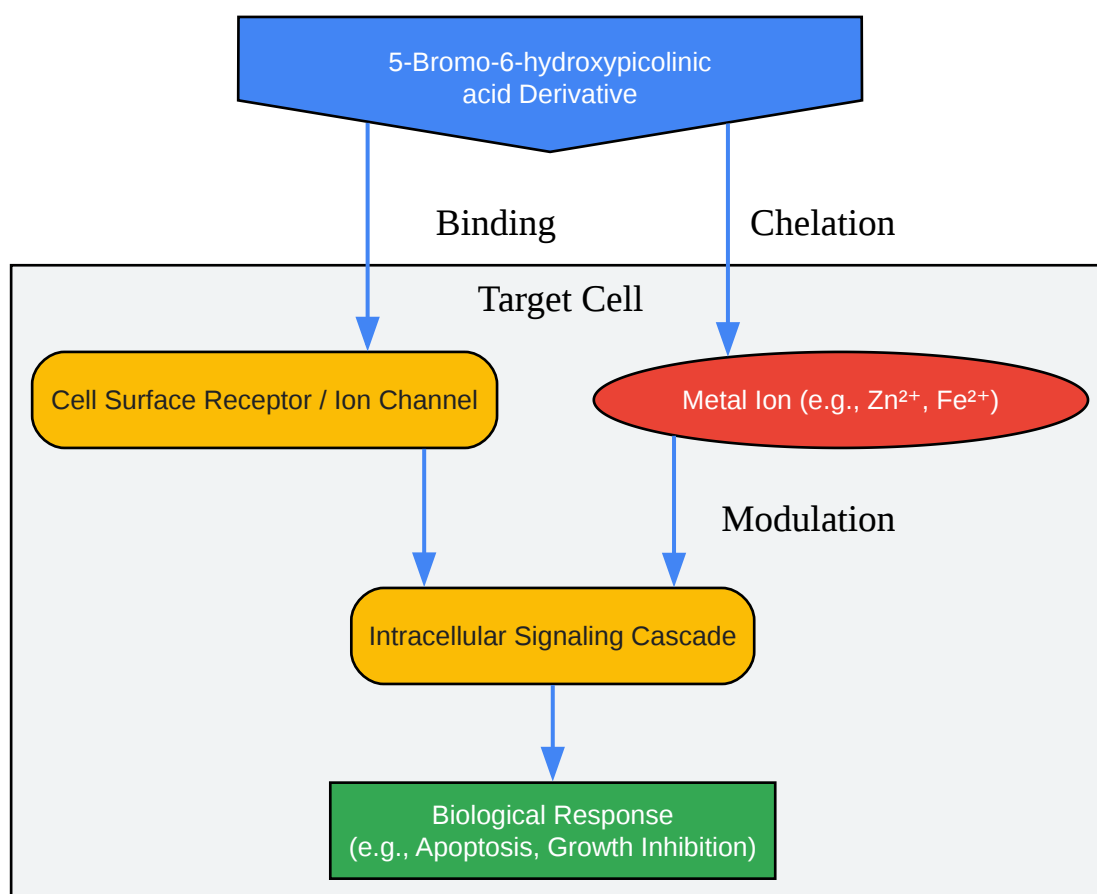 5-Bromo-6-hydroxypicolinic
acid Derivative
Binding
Chelation
Target Cell
Cell Surface Receptor / Ion Channel
Metal Ion (e.g., Zn²⁺, Fe²⁺)
Modulation
Intracellular Signaling Cascade
Biological Response
(e.g., Apoptosis, Growth Inhibition)